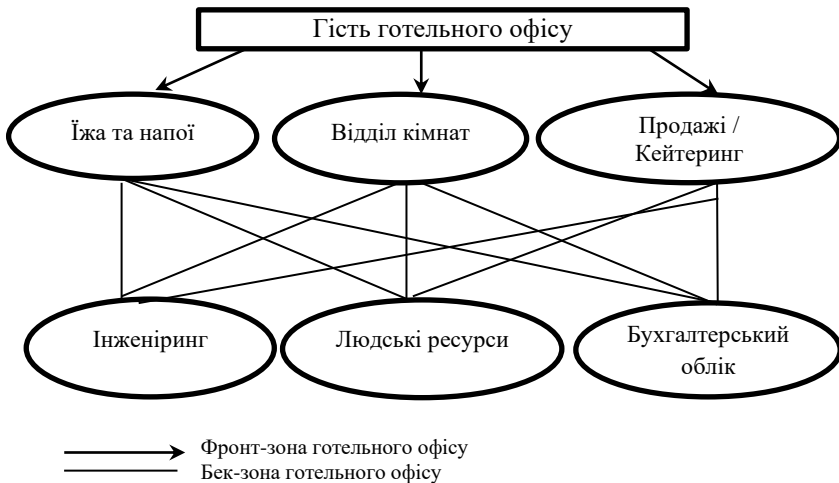 Гість готельного офісу
Їжа та напої
Відділ кімнат
Продажі /
Кейтеринг
Інженіринг
Людські ресурси
Бухгалтерський
облік
Фронт-зона готельного офісу
Бек-зона готельного офісу